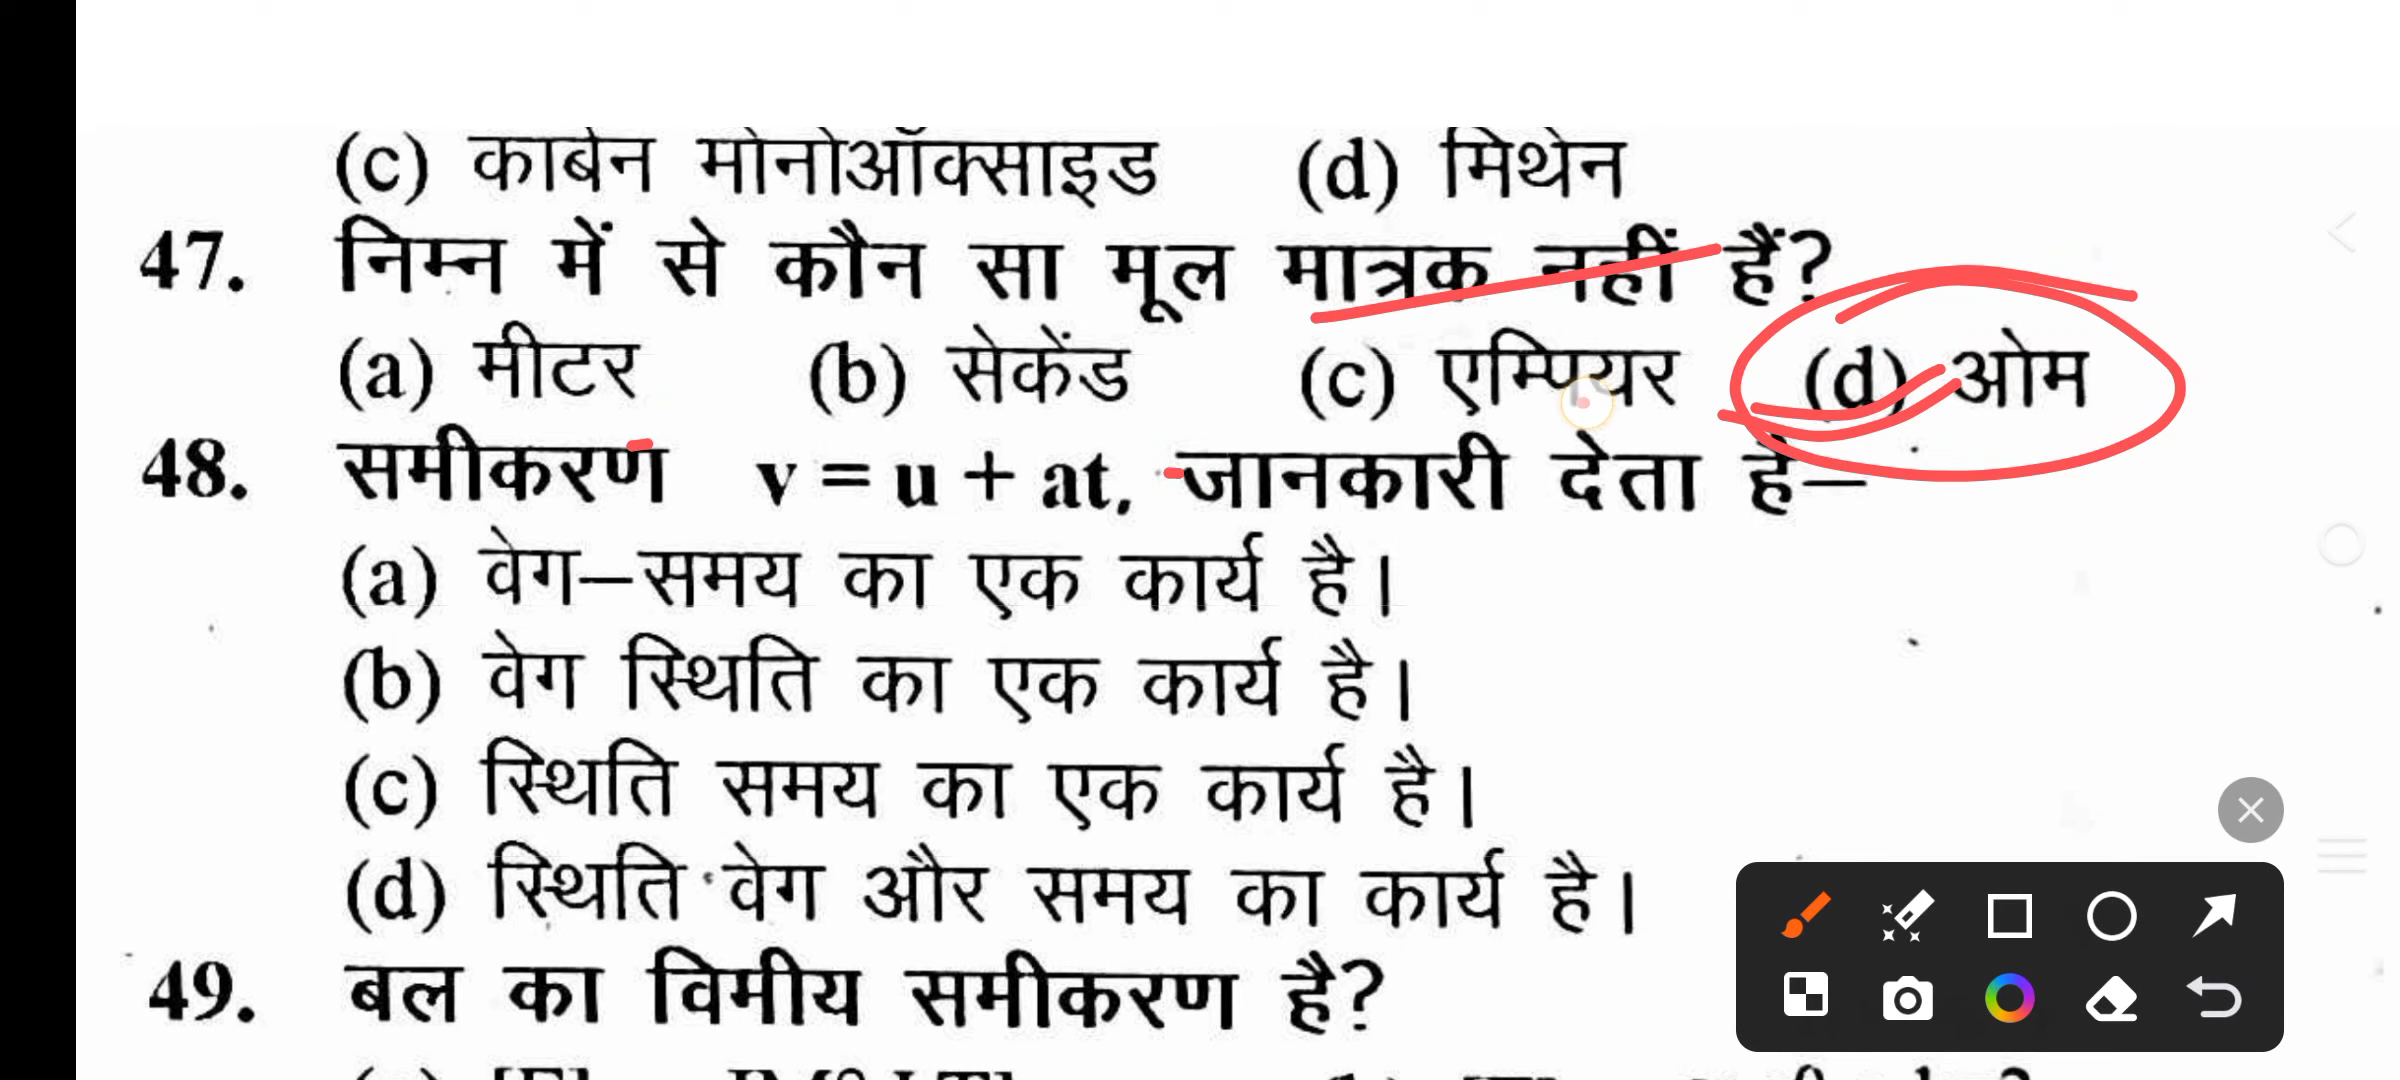 (c) कार्बन मोनोऑक्साइड (d) मिथेन
47. निम्न में से कौन सा मूल मात्रक नहीं हैं?
(a) मीटर (b) सेकेंड (c) एम्पियर (d) ओम
48. समीकरण v = u + at, जानकारी देता है–
(a) वेग–समय का एक कार्य है।
(b) वेग स्थिति का एक कार्य है।
(c) स्थिति समय का एक कार्य है।
(d) स्थिति वेग और समय का कार्य है।
49. बल का विमीय समीकरण है?